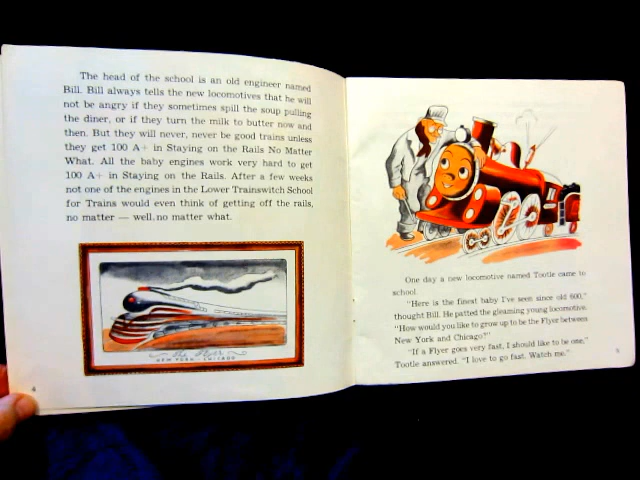 The head of the school is an old engineer named
Bill. Bill always tells the new locomotives that he will
not be angry if they sometimes spill the soup pulling
the diner, or if they turn the milk to butter now and
then. But they will never, never be good trains unless
they get 100 A+ in Staying on the Rails No Matter
What. All the baby engines work very hard to get
100 A+ in Staying on the Rails. After a few weeks
not one of the engines in the Lower Trainswitch School
for Trains would even think of getting off the rails,
no matter — well, no matter what.
The Flyer
NEW YORK - CHICAGO
4
One day a new locomotive named Tootle came to
school.
"Here is the finest baby I've seen since old 600,"
thought Bill. He patted the gleaming young locomotive.
"How would you like to grow up to be the Flyer between
New York and Chicago?"
"If a Flyer goes very fast, I should like to be one,"
Tootle answered. "I love to go fast. Watch me."